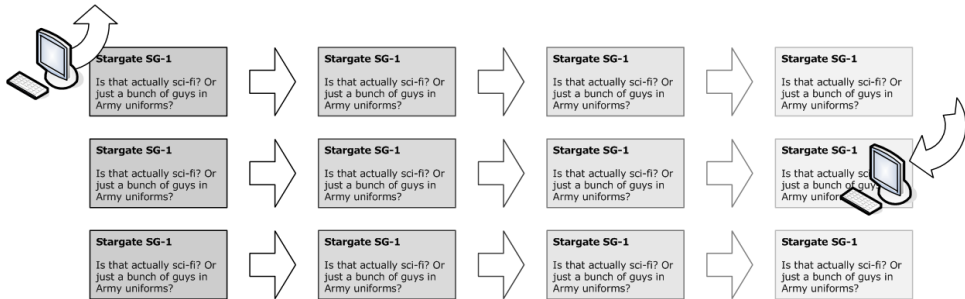 Stargate SG-1
Is that actually sci-fi? Or
just a bunch of guys in
Army uniforms?
Stargate SG-1
Is that actually sci-fi? Or
just a bunch of guys in
Army uniforms?
Stargate SG-1
Is that actually sci-fi? Or
just a bunch of guys in
Army uniforms?
Stargate SG-1
Is that actually sci-fi? Or
just a bunch of guys in
Army uniforms?
Stargate SG-1
Is that actually sci-fi? Or
just a bunch of guys in
Army uniforms?
Stargate SG-1
Is that actually sci-fi? Or
just a bunch of guys in
Army uniforms?
Stargate SG-1
Is that actually sci-fi? Or
just a bunch of guys in
Army uniforms?
Stargate SG-1
Is that actually
just a bunch of guys
Army
Stargate SG-1
Is that actually sci-fi? Or
just a bunch of guys in
Army uniforms?
Stargate SG-1
Is that actually sci-fi? Or
just a bunch of guys in
Army uniforms?
Stargate SG-1
Is that actually sci-fi? Or
just a bunch of guys in
Army uniforms?
Stargate SG-1
Is that actually sci-fi? Or
just a bunch of guys in
Army uniforms?